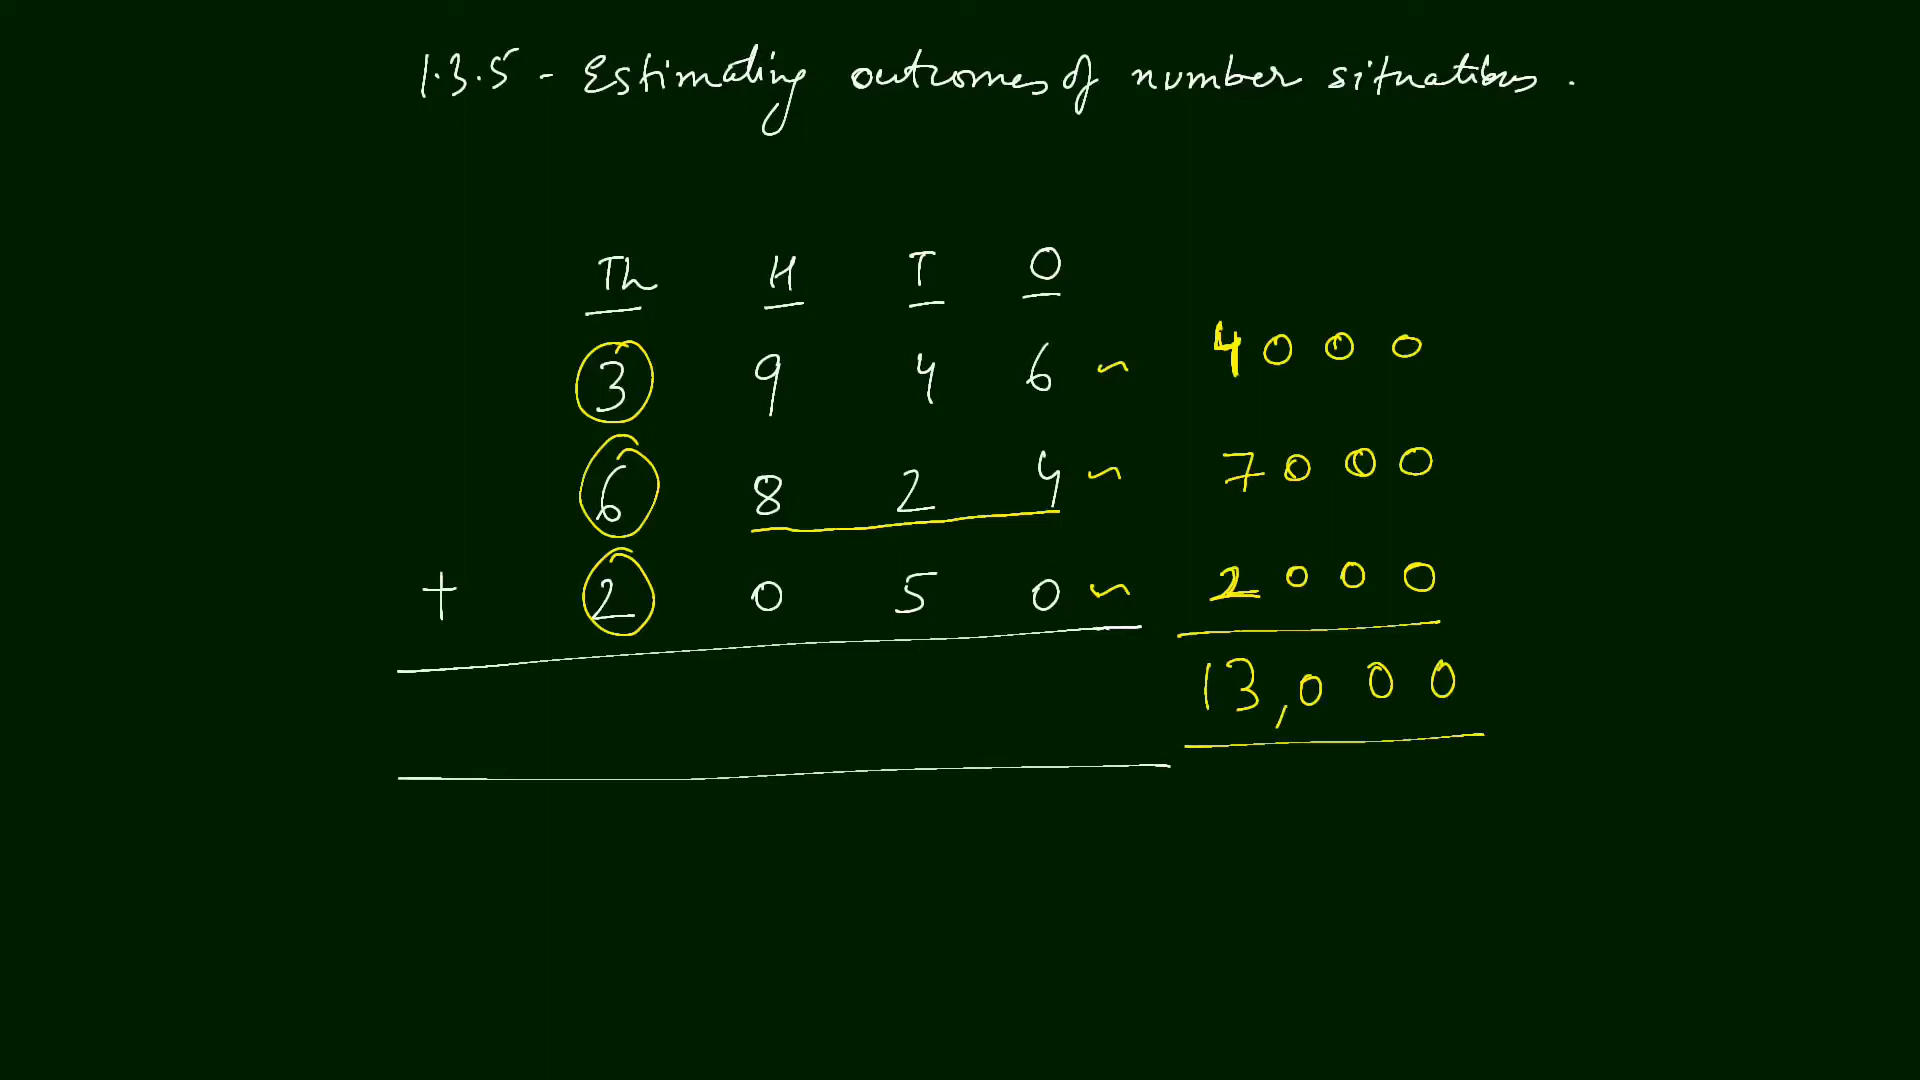 1.3.5 - Estimating outcomes of number situations.
Th H T O
3 9 4 6 ~ 4000
6 8 2 4 ~ 7000
+ 2 0 5 0 ~ 2000
13,000